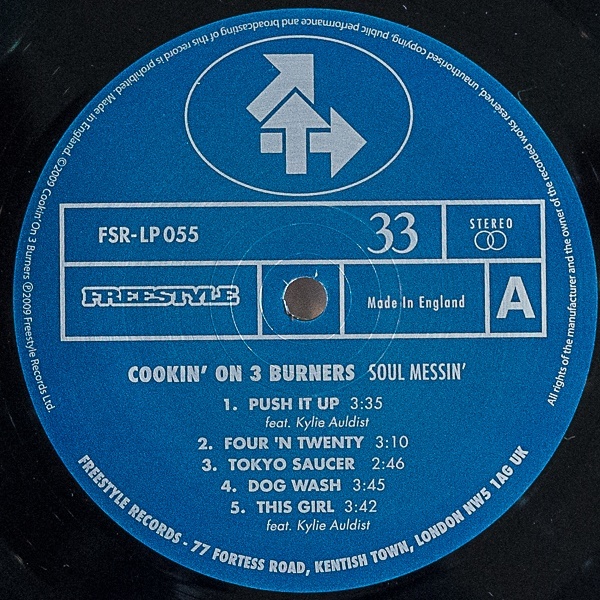 All rights of the manufacturer and the owner of the recorded works reserved, unauthorised copying, public performance and broadcasting of this record is prohibited. Made in England. ©2009 Cookin' On 3 Burners ℗2009 Freestyle Records Ltd.
FSR-LP 055
33
STEREO
FREESTYLE
Made In England
A
COOKIN' ON 3 BURNERS SOUL MESSIN'
1. PUSH IT UP 3:35
feat. Kylie Auldist
2. FOUR 'N TWENTY 3:10
3. TOKYO SAUCER 2:46
4. DOG WASH 3:45
5. THIS GIRL 3:42
feat. Kylie Auldist
FREESTYLE RECORDS - 77 FORTESS ROAD, KENTISH TOWN, LONDON NW5 1AG UK